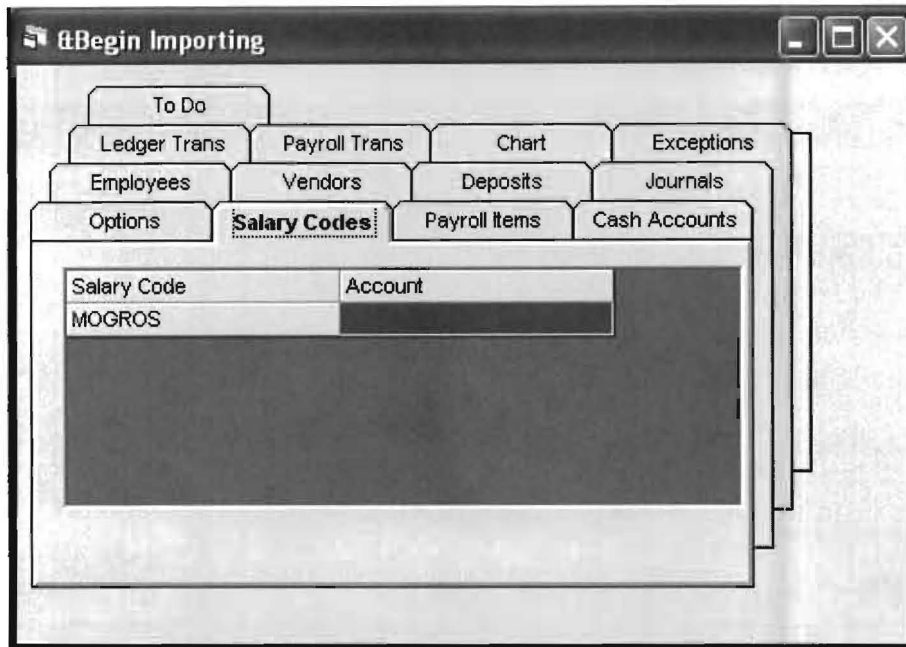 &Begin Importing
To Do
Ledger Trans Payroll Trans Chart Exceptions
Employees Vendors Deposits Journals
Options Salary Codes Payroll Items Cash Accounts
Salary Code Account
MOGROS